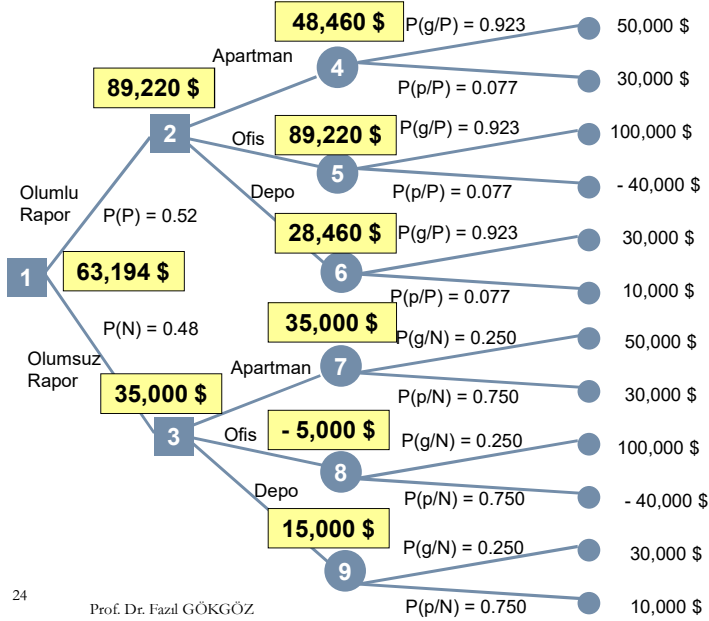 48,460 $
P(g/P) = 0.923
50,000 $
Apartman
4
89,220 $
P(p/P) = 0.077
30,000 $
2
Ofis
89,220 $
P(g/P) = 0.923
100,000 $
5
Depo
P(p/P) = 0.077
- 40,000 $
Olumlu
Rapor
P(P) = 0.52
28,460 $
P(g/P) = 0.923
30,000 $
1
63,194 $
6
P(p/P) = 0.077
10,000 $
P(N) = 0.48
35,000 $
P(g/N) = 0.250
50,000 $
Olumsuz
Rapor
Apartman
7
35,000 $
P(p/N) = 0.750
30,000 $
3
Ofis
- 5,000 $
P(g/N) = 0.250
100,000 $
8
Depo
P(p/N) = 0.750
- 40,000 $
15,000 $
P(g/N) = 0.250
30,000 $
9
P(p/N) = 0.750
10,000 $
24
Prof. Dr. Fazıl GÖKGÖZ